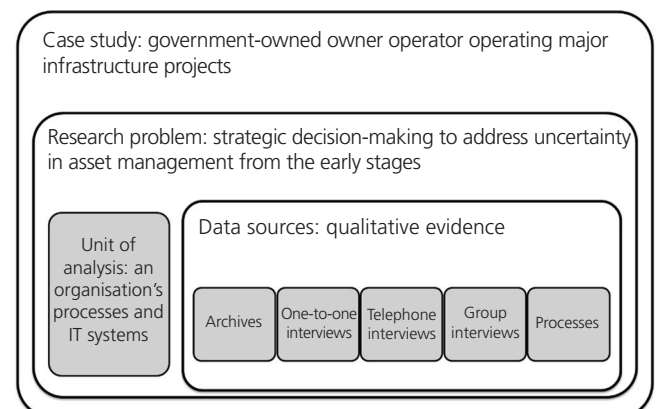 Case study: government-owned owner operator operating major
infrastructure projects
Research problem: strategic decision-making to address uncertainty
in asset management from the early stages
Unit of
analysis: an
organisation’s
processes and
IT systems
Data sources: qualitative evidence
Archives
One-to-one
interviews
Telephone
interviews
Group
interviews
Processes